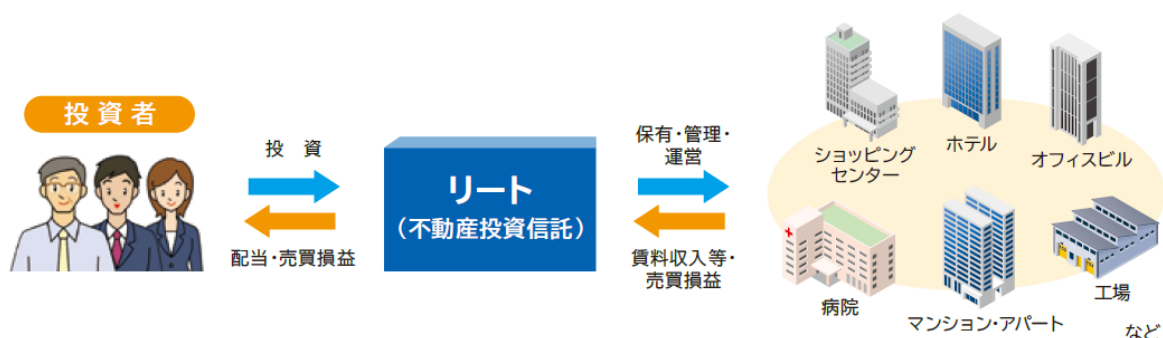 投資者
投資
配当・売買損益
リート
（不動産投資信託）
保有・管理・
運営
賃料収入等・
売買損益
ショッピング
センター
ホテル
オフィスビル
病院
マンション・アパート
工場
など